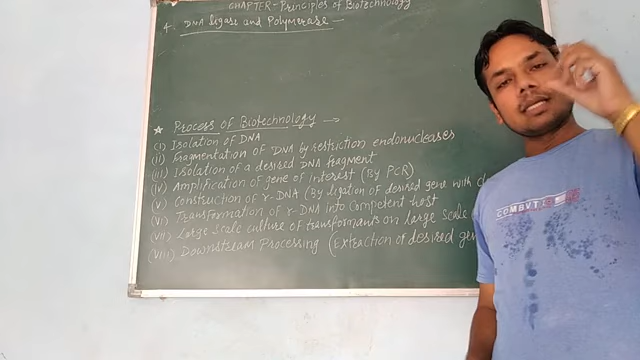 CHAPTER - Principles of Biotechnology
4. DNA ligase and Polymerase -
★ Process of Biotechnology →
(i) Isolation of DNA
(ii) Fragmentation of DNA by restriction endonucleases
(iii) Isolation of a desired DNA fragment
(iv) Amplification of gene of interest (By PCR)
(v) Construction of r-DNA (By ligation of desired gene with
(vi) Transformation of r-DNA into competent host
(vii) Large scale culture of transformants on large scale
(viii) Downstream Processing (Extraction of desired
COMBVT